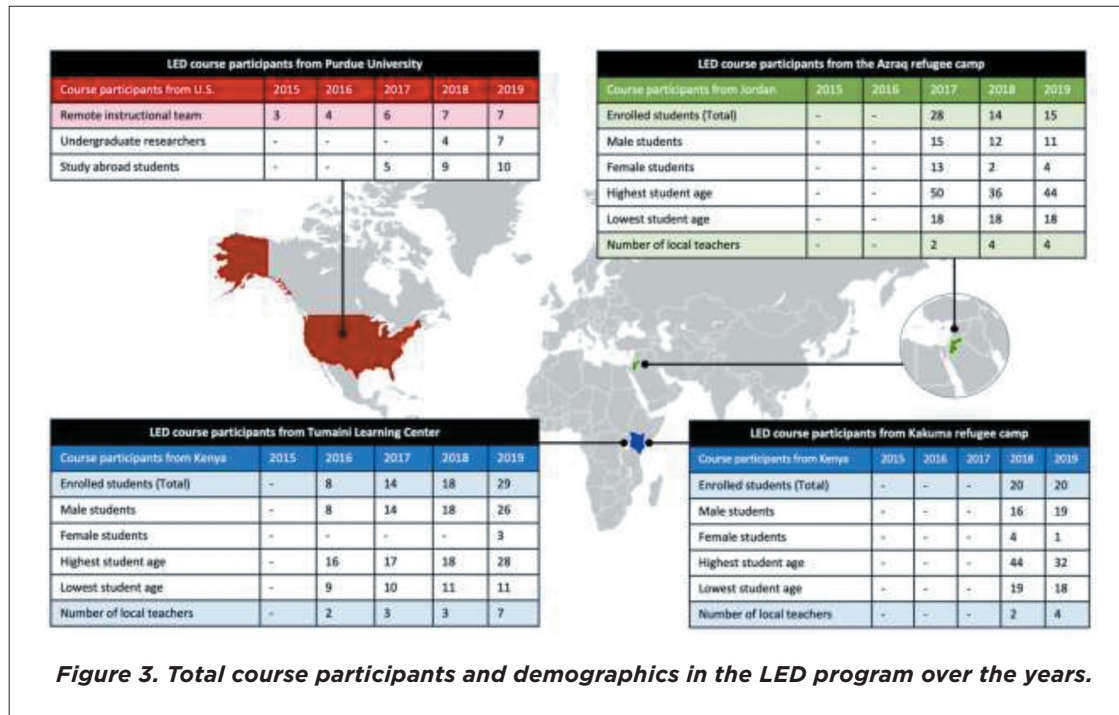 LED course participants from Purdue University
Course participants from U.S. 2015 2016 2017 2018 2019
Remote instructional team 3 4 6 7 7
Undergraduate researchers - - - 4 7
Study abroad students - - 5 9 10
LED course participants from the Azraq refugee camp
Course participants from Jordan 2015 2016 2017 2018 2019
Enrolled students (Total) - - 28 14 15
Male students - - 15 12 11
Female students - - 13 2 4
Highest student age - - 50 36 44
Lowest student age - - 18 18 18
Number of local teachers - - 2 4 4
LED course participants from Tumaini Learning Center
Course participants from Kenya 2015 2016 2017 2018 2019
Enrolled students (Total) - 8 14 18 29
Male students - 8 14 18 26
Female students - - - - 3
Highest student age - 16 17 18 28
Lowest student age - 9 10 11 11
Number of local teachers - 2 3 3 7
LED course participants from Kakuma refugee camp
Course participants from Kenya 2015 2016 2017 2018 2019
Enrolled students (Total) - - - 20 20
Male students - - - 16 19
Female students - - - 4 1
Highest student age - - - 44 32
Lowest student age - - - 19 18
Number of local teachers - - - 2 4
Figure 3. Total course participants and demographics in the LED program over the years.